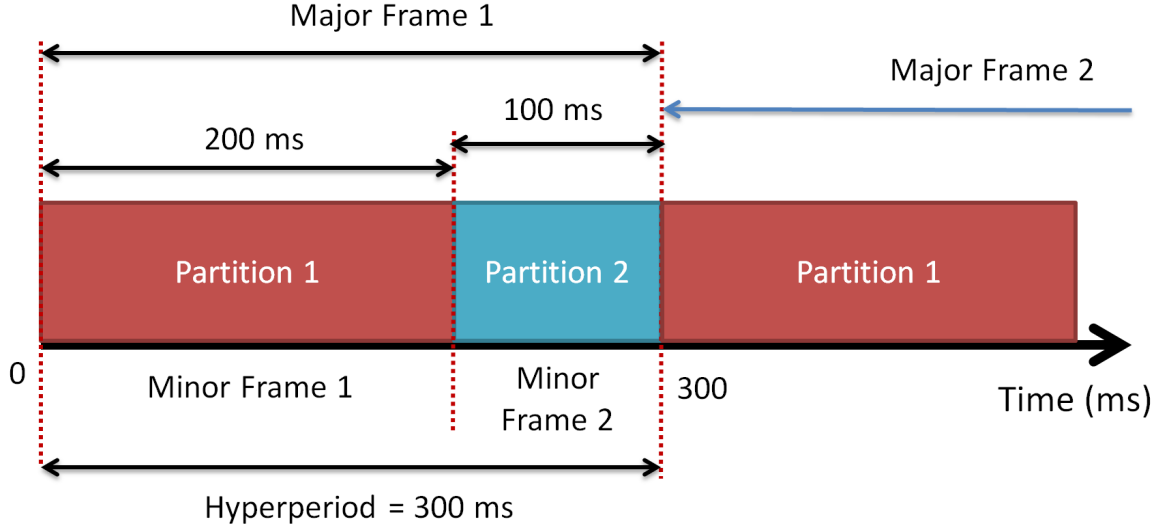 Major Frame 1
Major Frame 2
100 ms
200 ms
Partition 1
Partition 2
Partition 1
0
Minor Frame 1
Minor
Frame 2
300
Time (ms)
Hyperperiod = 300 ms